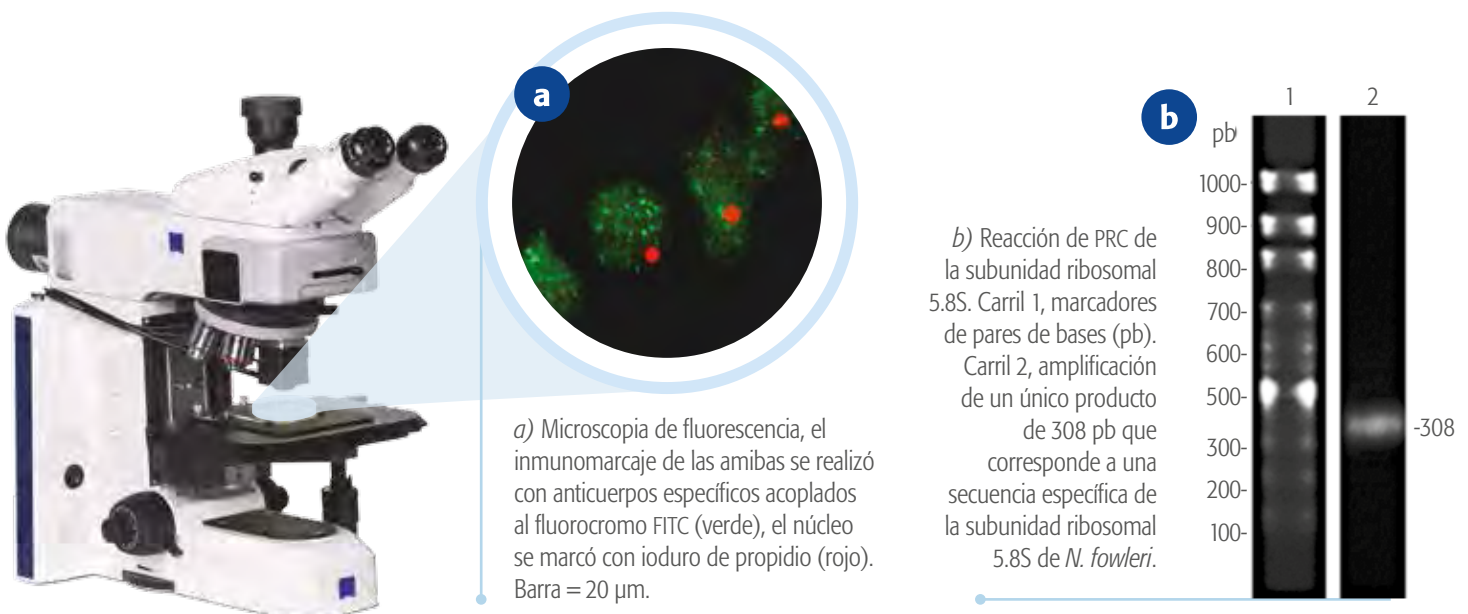 a
a) Microscopia de fluorescencia, el
inmunomarcaje de las amibas se realizó
con anticuerpos específicos acoplados
al fluorocromo FITC (verde), el núcleo
se marcó con ioduro de propidio (rojo).
Barra = 20 µm.
b
b) Reacción de PRC de
la subunidad ribosomal
5.8S. Carril 1, marcadores
de pares de bases (pb).
Carril 2, amplificación
de un único producto
de 308 pb que
corresponde a una
secuencia específica de
la subunidad ribosomal
5.8S de N. fowleri.
1 2
pb
1000-
900-
800-
700-
600-
500-
-308
300-
200-
100-